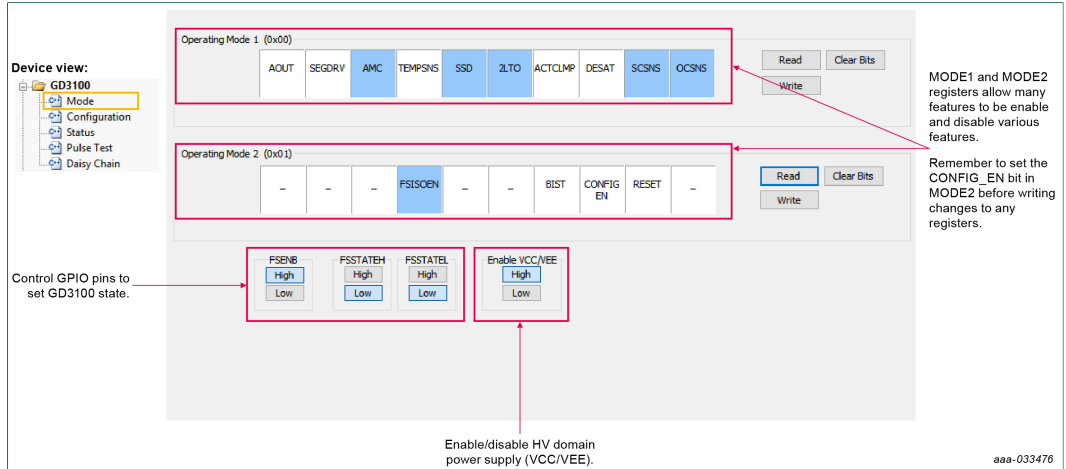 Device view:
GD3100
Mode
Configuration
Status
Pulse Test
Daisy Chain
Operating Mode 1 (0x00)
AOUT SEGDRV AMC TEMPSNS SSD 2LTO ACTCLMP DESAT SCSNS OCSNS
Read Clear Bits
Write
Operating Mode 2 (0x01)
_ _ _ FSISOEN _ _ BIST CONFIG EN RESET _
Read Clear Bits
Write
MODE1 and MODE2
registers allow many
features to be enable
and disable various
features.
Remember to set the
CONFIG_EN bit in
MODE2 before writing
changes to any
registers.
Control GPIO pins to
set GD3100 state.
FSENB FSSTATEH FSSTATEL Enable VCC/VEE
High High High High
Low Low Low Low
Enable/disable HV domain
power supply (VCC/VEE).
aaa-033476